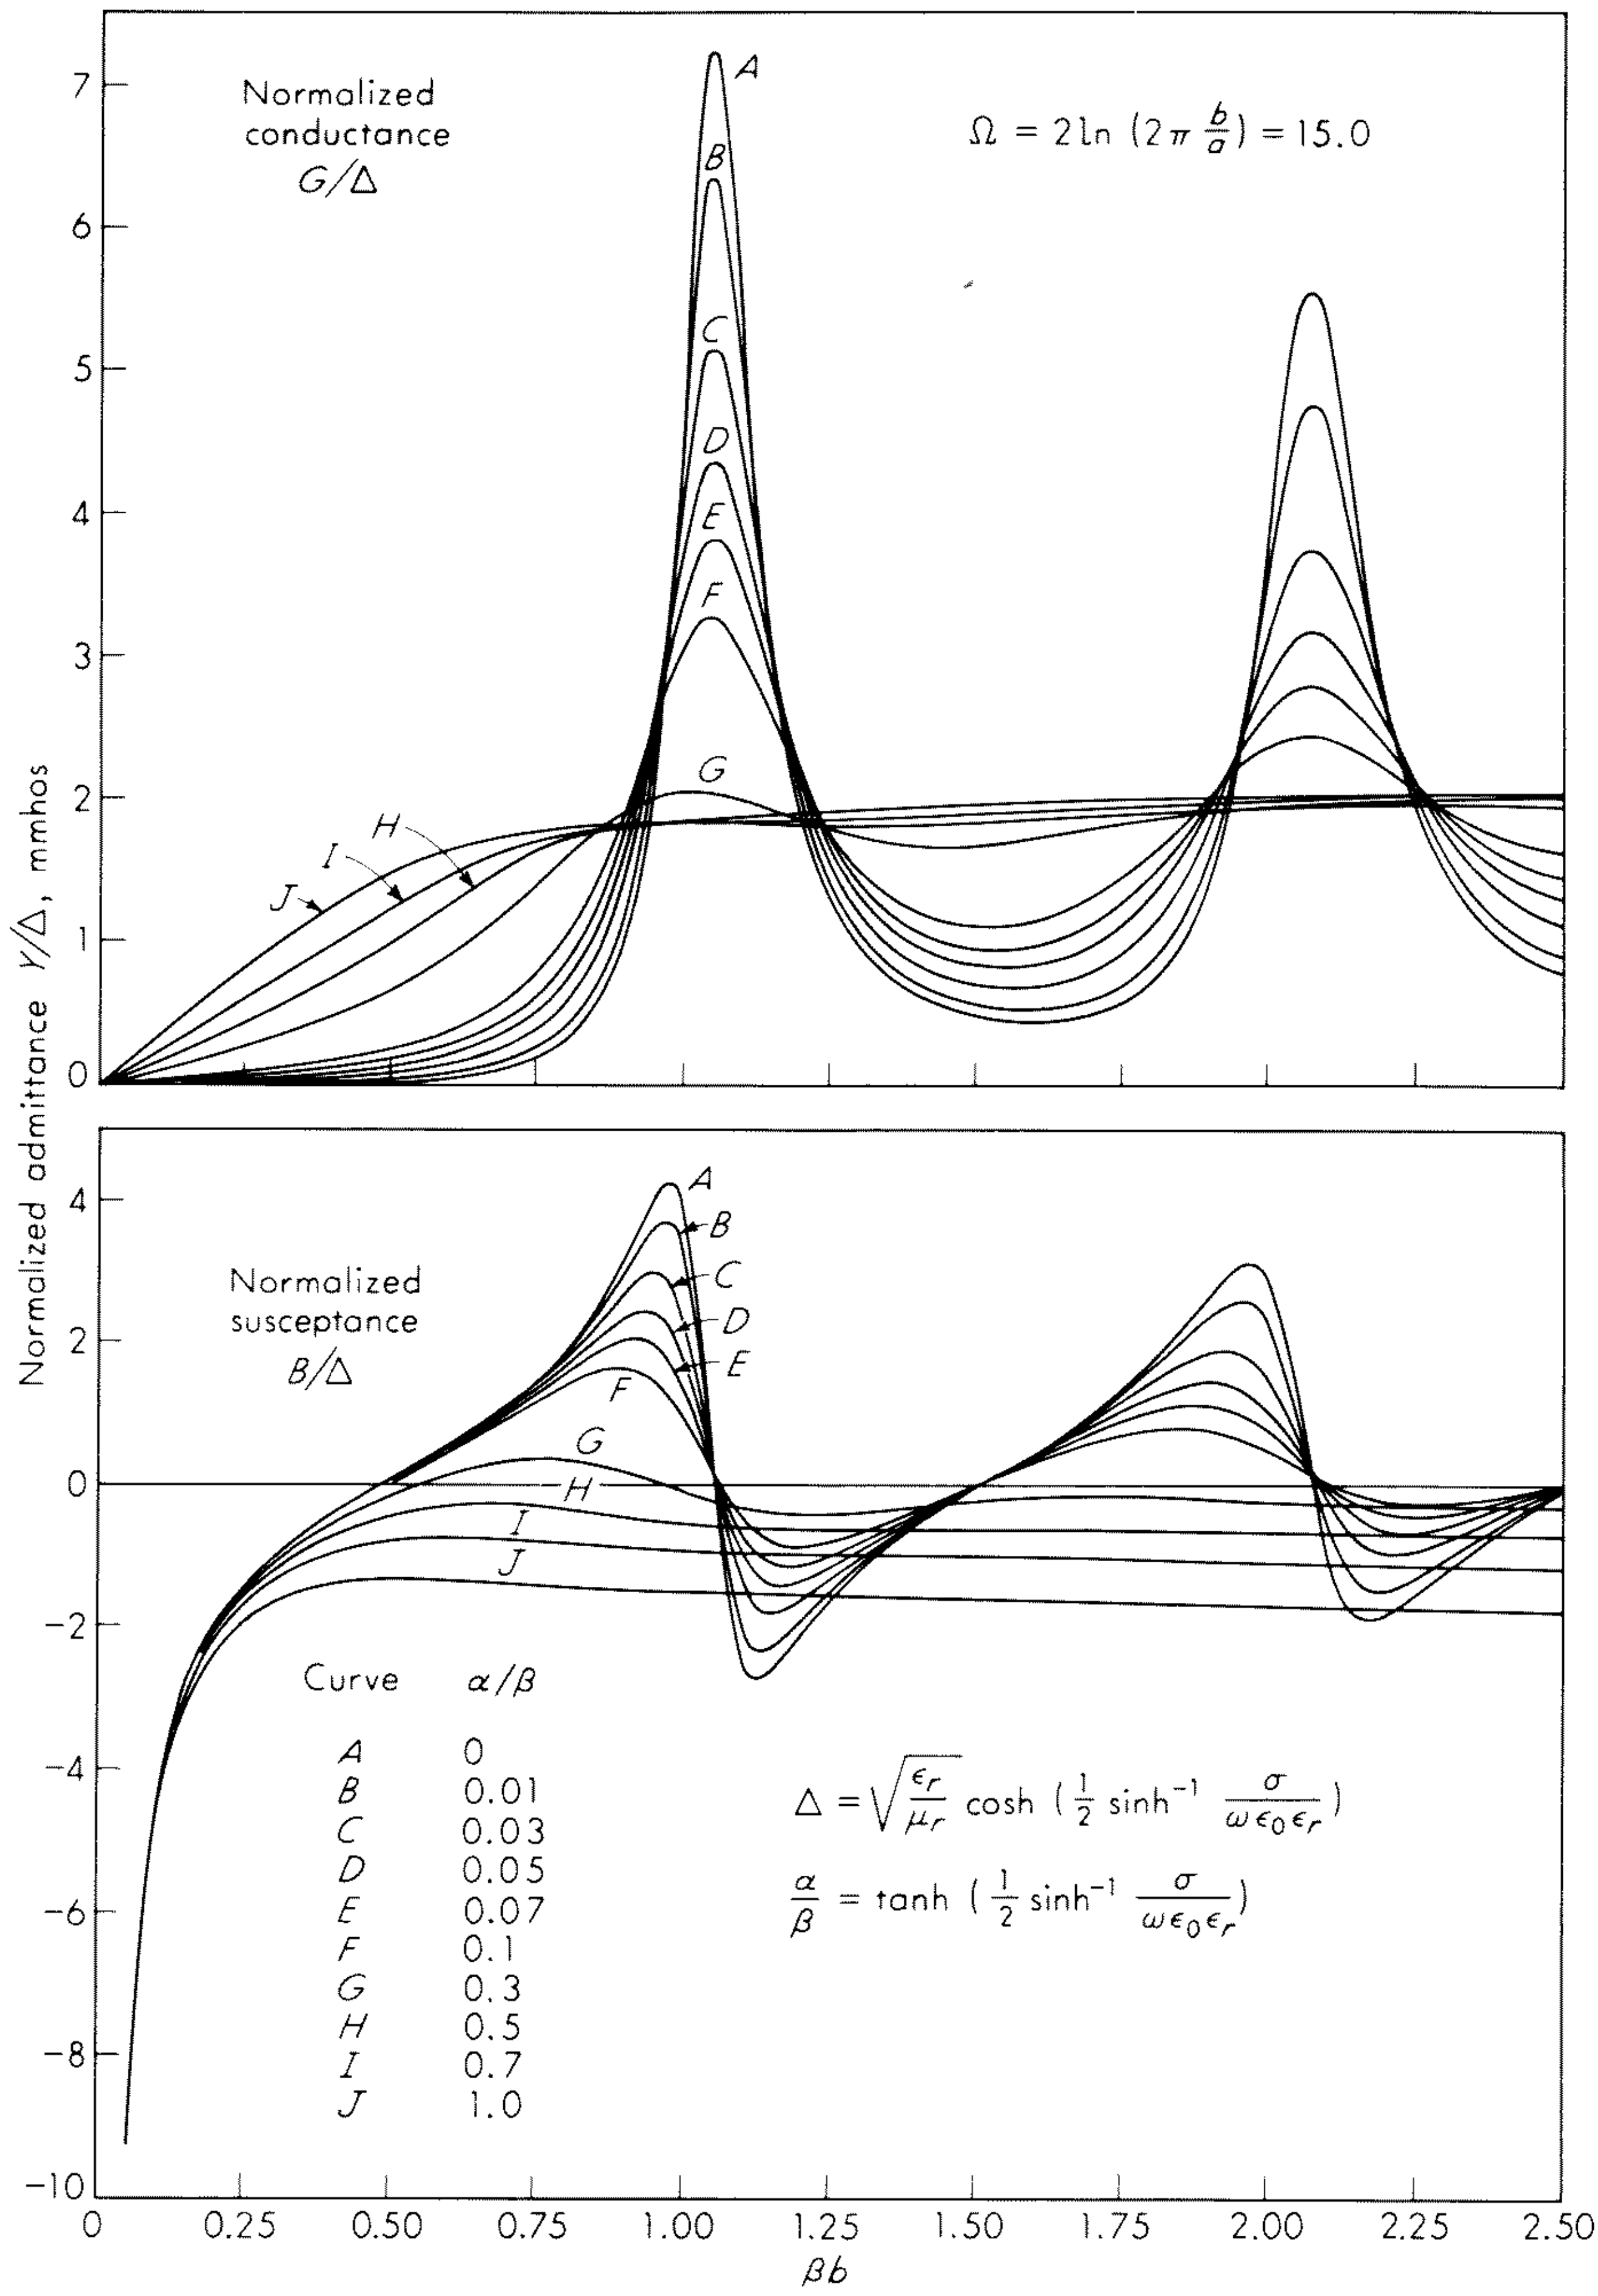 Normalized
conductance
G/Δ
Ω = 2 ln (2π b/a) = 15.0
7
6
5
4
3
2
1
0
A
B
C
D
E
F
G
H
I
J
Normalized admittance Y/Δ, mmhos
4
2
0
−2
−4
−6
−8
−10
Normalized
susceptance
B/Δ
A
B
C
D
E
F
G
H
I
J
Curve α/β
A 0
B 0.01
C 0.03
D 0.05
E 0.07
F 0.1
G 0.3
H 0.5
I 0.7
J 1.0
Δ = √(ϵr/μr) cosh (1/2 sinh⁻¹ σ/ωϵ₀ϵr)
α/β = tanh (1/2 sinh⁻¹ σ/ωϵ₀ϵr)
0 0.25 0.50 0.75 1.00 1.25 1.50 1.75 2.00 2.25 2.50
βb